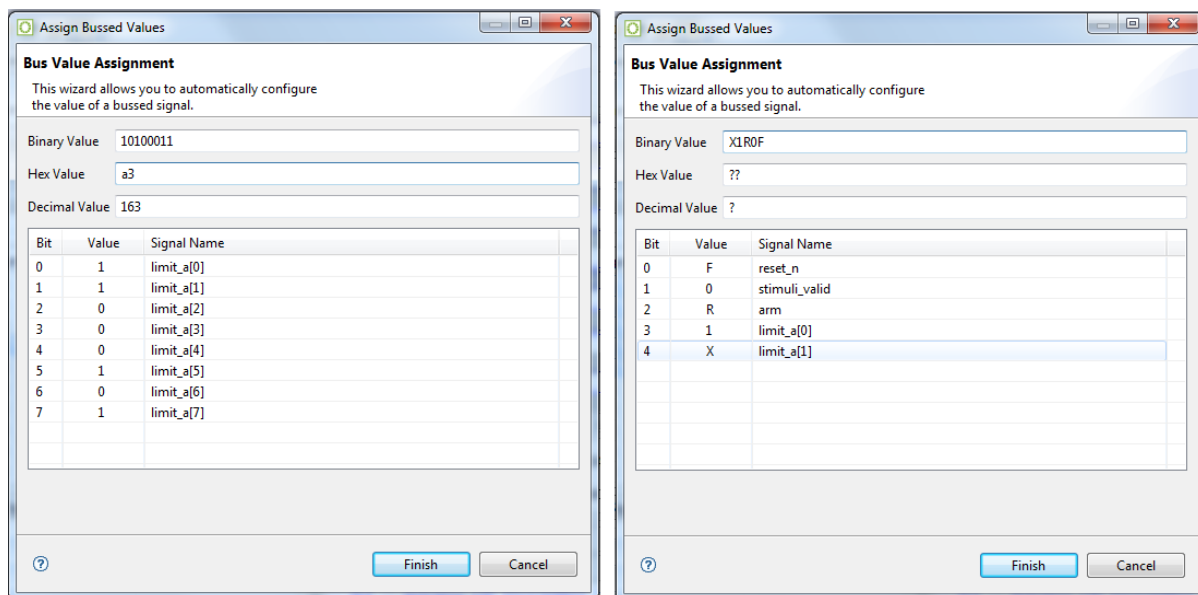 Assign Bussed Values
Bus Value Assignment
This wizard allows you to automatically configure
the value of a bussed signal.
Binary Value 10100011
Hex Value a3
Decimal Value 163
Bit Value Signal Name
0 1 limit_a[0]
1 1 limit_a[1]
2 0 limit_a[2]
3 0 limit_a[3]
4 0 limit_a[4]
5 1 limit_a[5]
6 0 limit_a[6]
7 1 limit_a[7]
? Finish Cancel
Assign Bussed Values
Bus Value Assignment
This wizard allows you to automatically configure
the value of a bussed signal.
Binary Value X1R0F
Hex Value ??
Decimal Value ?
Bit Value Signal Name
0 F reset_n
1 0 stimuli_valid
2 R arm
3 1 limit_a[0]
4 X limit_a[1]
? Finish Cancel